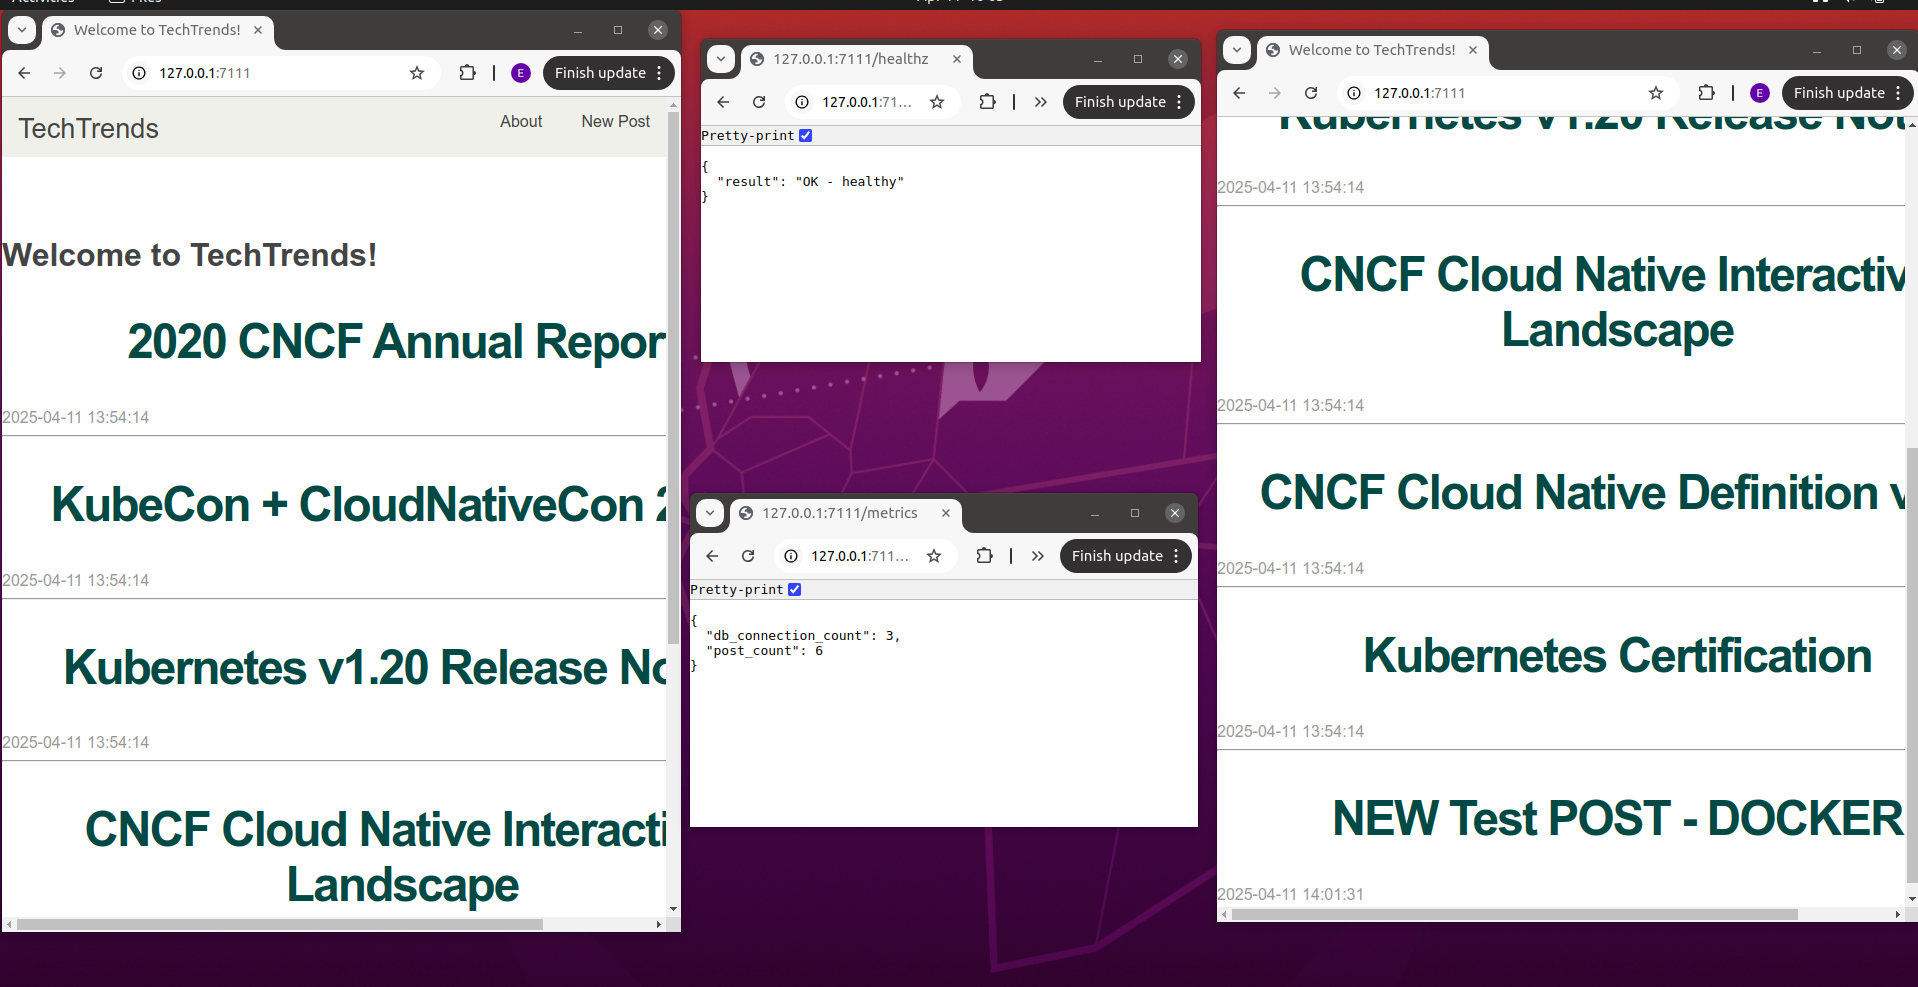 Welcome to TechTrends!
127.0.0.1:7111
E
Finish update
TechTrends
About
New Post
Welcome to TechTrends!
2020 CNCF Annual Repor
2025-04-11 13:54:14
KubeCon + CloudNativeCon 2
2025-04-11 13:54:14
Kubernetes v1.20 Release No
2025-04-11 13:54:14
CNCF Cloud Native Interacti
Landscape
127.0.0.1:7111/healthz
127.0.0.1:71...
Finish update
Pretty-print
{
"result": "OK - healthy"
}
127.0.0.1:7111/metrics
127.0.0.1:711...
Finish update
Pretty-print
{
"db_connection_count": 3,
"post_count": 6
}
Welcome to TechTrends!
127.0.0.1:7111
E
Finish update
Kubernetes v1.20 Release Not
2025-04-11 13:54:14
CNCF Cloud Native Interactiv
Landscape
2025-04-11 13:54:14
CNCF Cloud Native Definition v
2025-04-11 13:54:14
Kubernetes Certification
2025-04-11 13:54:14
NEW Test POST - DOCKER
2025-04-11 14:01:31